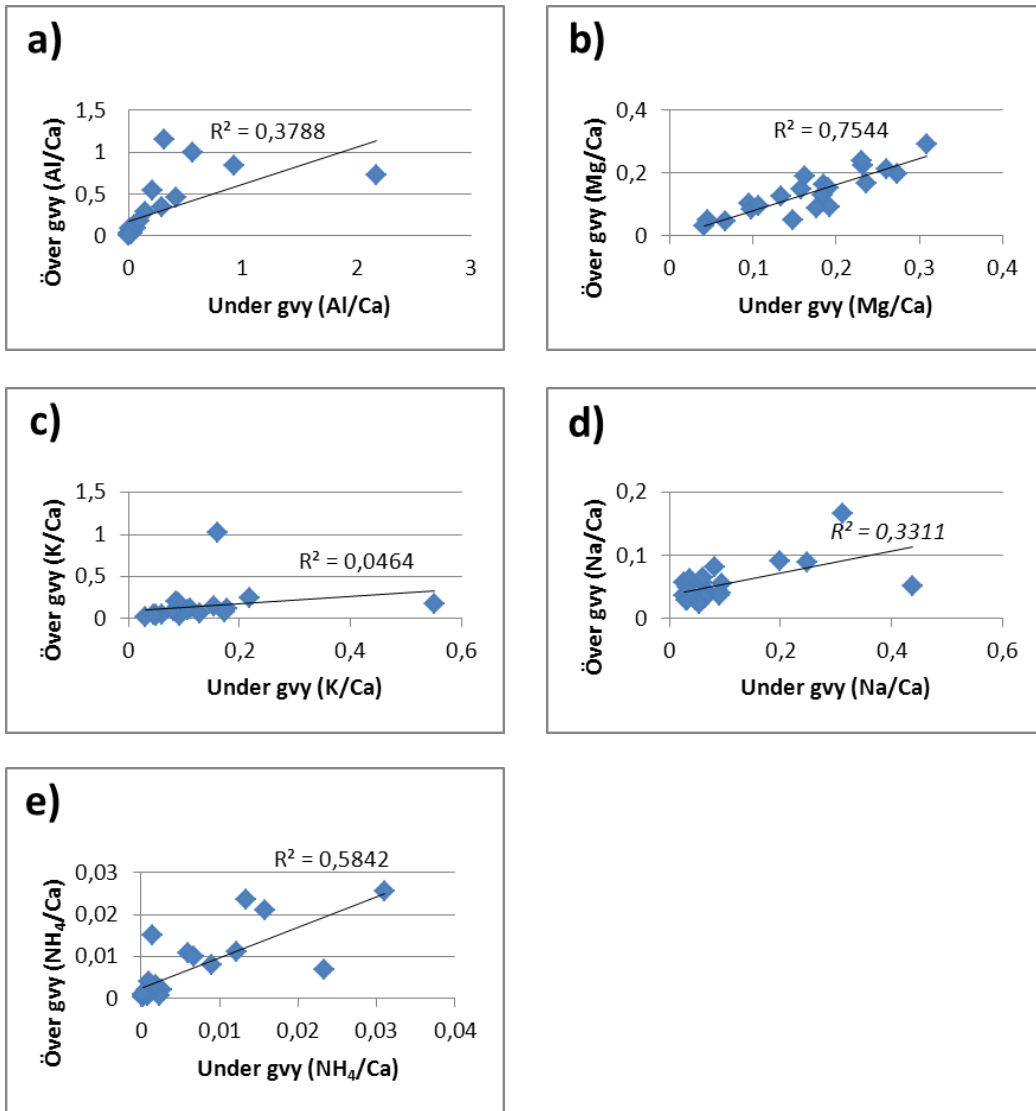 a)
Över gvy (Al/Ca)
1,5
1
0,5
0
R² = 0,3788
0 1 2 3
Under gvy (Al/Ca)
b)
Över gvy (Mg/Ca)
0,4
0,2
0
R² = 0,7544
0 0,1 0,2 0,3 0,4
Under gvy (Mg/Ca)
c)
Över gvy (K/Ca)
1,5
1
0,5
0
R² = 0,0464
0 0,2 0,4 0,6
Under gvy (K/Ca)
d)
Över gvy (Na/Ca)
0,2
0,1
0
R² = 0,3311
0 0,2 0,4 0,6
Under gvy (Na/Ca)
e)
Över gvy (NH₄/Ca)
0,03
0,02
0,01
0
R² = 0,5842
0 0,01 0,02 0,03 0,04
Under gvy (NH₄/Ca)